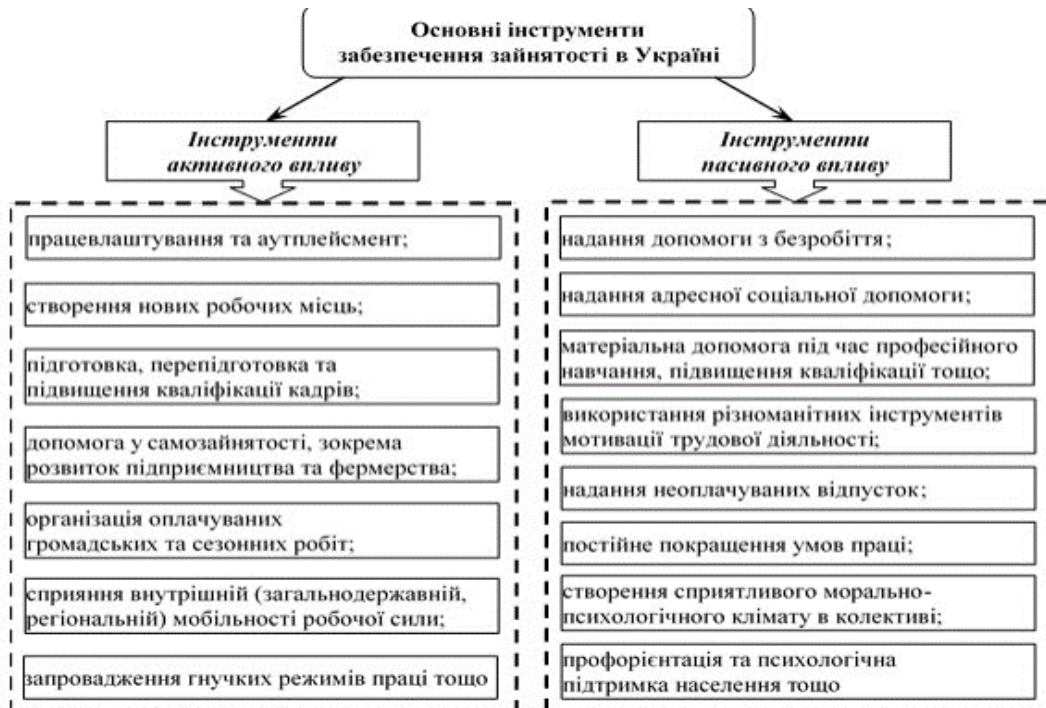 Основні інструменти
забезпечення зайнятості в Україні
Інструменти
активного впливу
працевлаштування та аутплейсмент;
створення нових робочих місць;
підготовка, перепідготовка та
підвищення кваліфікації кадрів;
допомога у самозайнятості, зокрема
розвиток підприємництва та фермерства;
організація оплачуваних
громадських та сезонних робіт;
сприяння внутрішній (загальнодержавній,
регіональній) мобільності робочої сили;
запровадження гнучких режимів праці тощо
Інструменти
пасивного впливу
надання допомоги з безробіття;
надання адресної соціальної допомоги;
матеріальна допомога під час професійного
навчання, підвищення кваліфікації тощо;
використання різноманітних інструментів
мотивації трудової діяльності;
надання неоплачуваних відпусток;
постійне покращення умов праці;
створення сприятливого морально-
психологічного клімату в колективі;
профорієнтація та психологічна
підтримка населення тощо